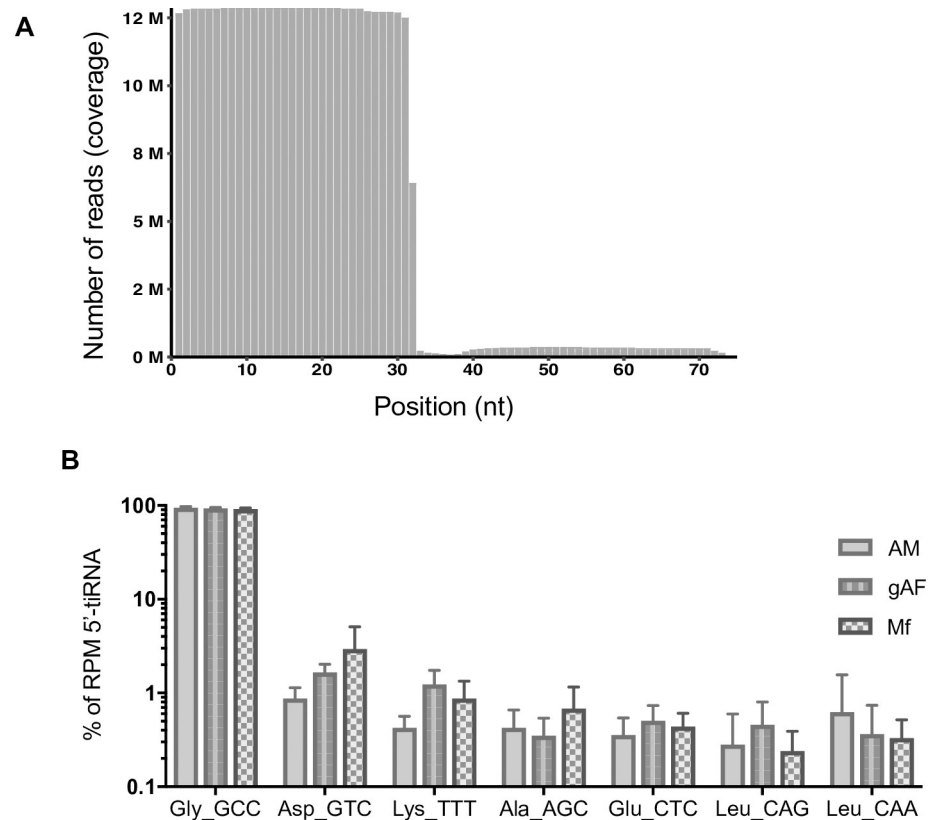 A
Number of reads (coverage)
12 M
10 M
8 M
5 M
2 M
0 M
0 10 20 30 40 50 60 70
Position (nt)
B
% of RPM 5'-tiRNA
100
10
1
0.1
AM
gAF
Mf
Gly_GCC Asp_GTC Lys_TTT Ala_AGC Glu_CTC Leu_CAG Leu_CAA